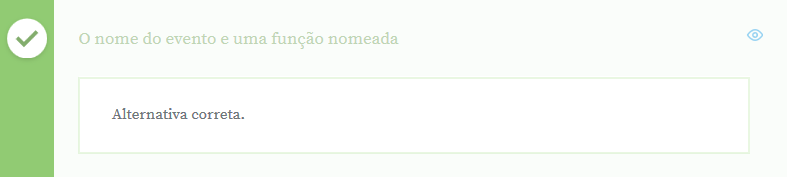 O nome do evento e uma função nomeada
Alternativa correta.